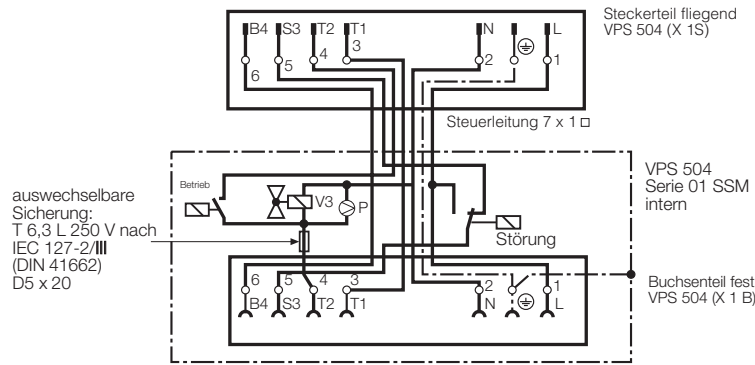 B4 S3 T2 T1 N L
3
6 5 4 2 1
Steckerteil fliegend
VPS 504 (X 1S)
Steuerleitung 7 x 1
VPS 504
Serie 01 SSM
intern
Betrieb
V3
P
Störung
auswechselbare
Sicherung:
T 6,3 L 250 V nach
IEC 127-2/III
(DIN 41662)
D5 x 20
6 5 4 3 2 1
B4 S3 T2 T1 N L
Buchsenteil fest
VPS 504 (X 1 B)